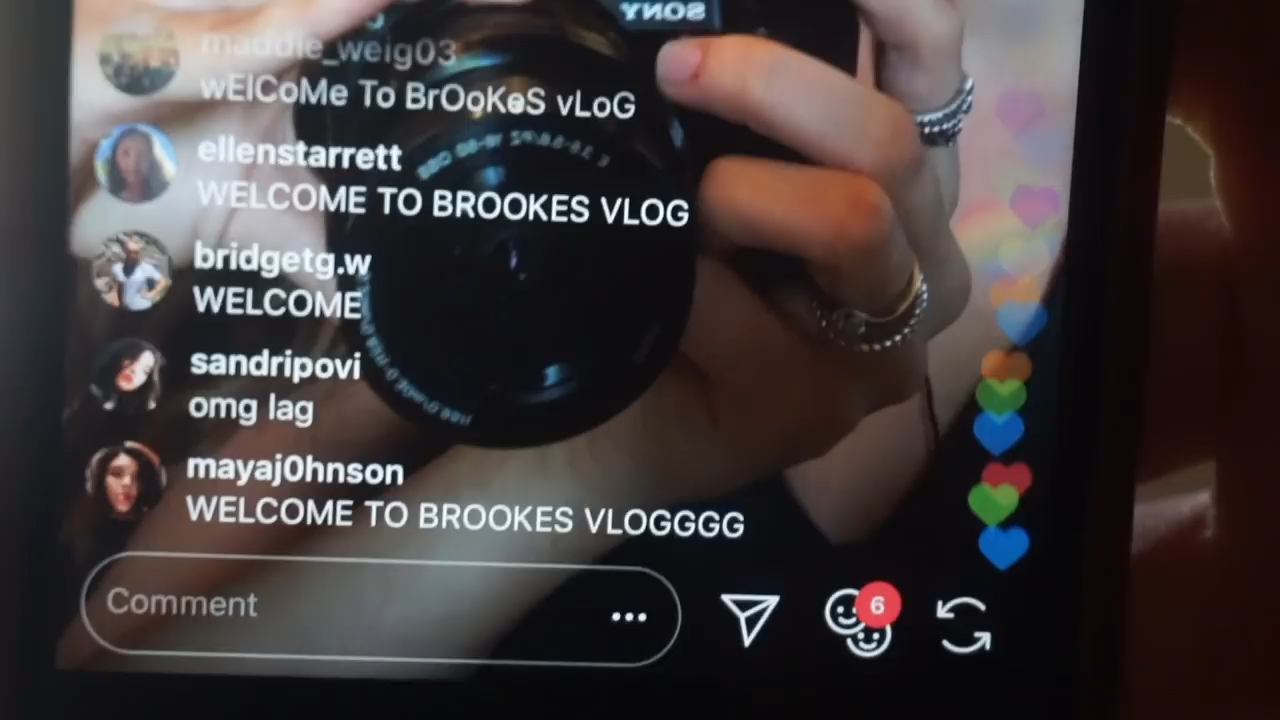 SONY
maddie_weig03
wElCoMe To BrOoKeS vLoG
ellenstarrett
WELCOME TO BROOKES VLOG
bridgetg.w
WELCOME
sandripovi
omg lag
mayaj0hnson
WELCOME TO BROOKES VLOGGGG
Comment
6